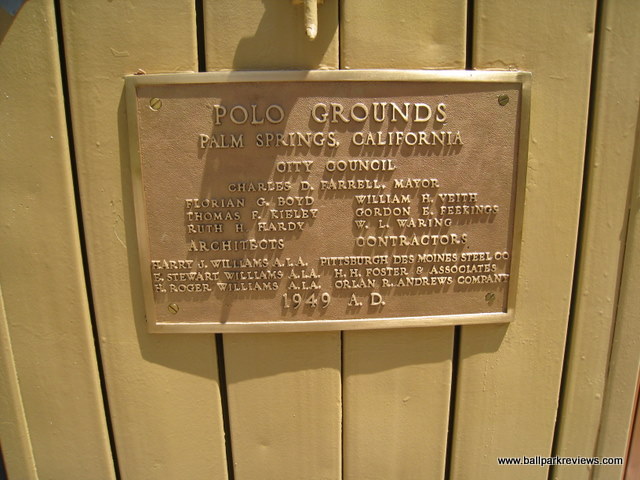 POLO GROUNDS
PALM SPRINGS, CALIFORNIA
CITY COUNCIL
CHARLES D. FARRELL, MAYOR
FLORIAN G. BOYD WILLIAM H. VEITH
THOMAS F. KIELEY GORDON E. FEEKINGS
RUTH H. HARDY W. L. WARING
ARCHITECTS CONTRACTORS
HARRY J. WILLIAMS A.I.A. PITTSBURGH DES MOINES STEEL CO
E. STEWART WILLIAMS A.I.A. H. H. FOSTER & ASSOCIATES
H. ROGER WILLIAMS A.I.A. ORLAN R. ANDREWS COMPANY
1949 A.D.
www.ballparkreviews.com